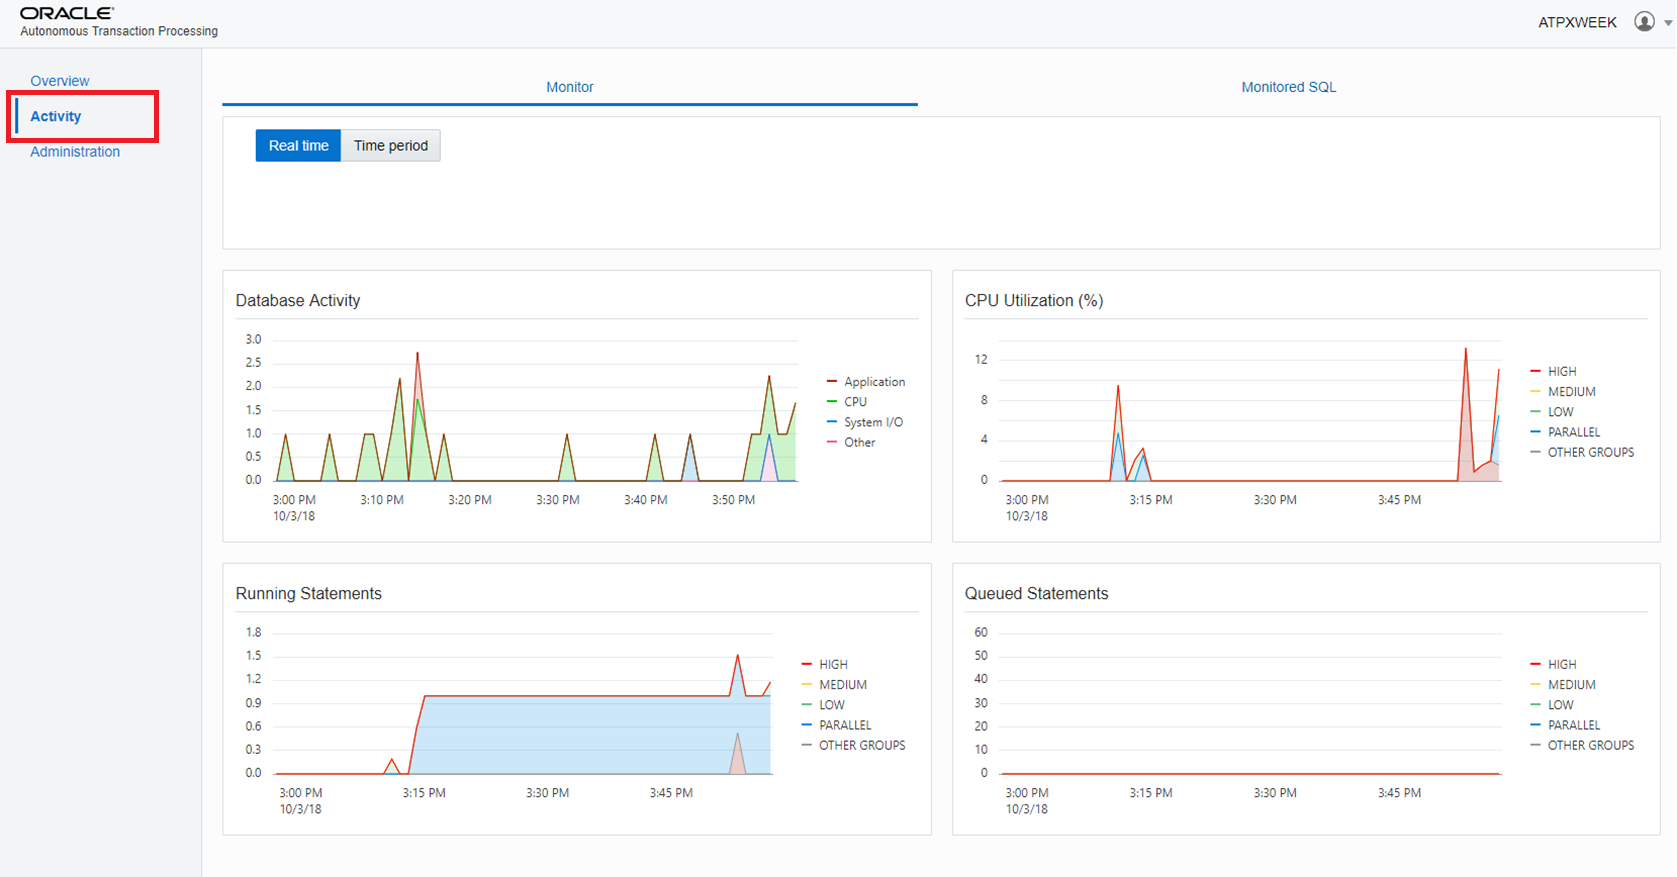 ORACLE
Autonomous Transaction Processing
ATPXWEEK
Overview
Activity
Administration
Monitor
Monitored SQL
Real time
Time period
Database Activity
3.0
2.5
2.0
1.5
1.0
0.5
0.0
3:00 PM 3:10 PM 3:20 PM 3:30 PM 3:40 PM 3:50 PM
10/3/18
Application
CPU
System I/O
Other
CPU Utilization (%)
12
8
4
0
3:00 PM 3:15 PM 3:30 PM 3:45 PM
10/3/18
HIGH
MEDIUM
LOW
PARALLEL
OTHER GROUPS
Running Statements
1.8
1.5
1.2
0.9
0.6
0.3
0.0
3:00 PM 3:15 PM 3:30 PM 3:45 PM
10/3/18
HIGH
MEDIUM
LOW
PARALLEL
OTHER GROUPS
Queued Statements
60
50
40
30
20
10
0
3:00 PM 3:15 PM 3:30 PM 3:45 PM
10/3/18
HIGH
MEDIUM
LOW
PARALLEL
OTHER GROUPS